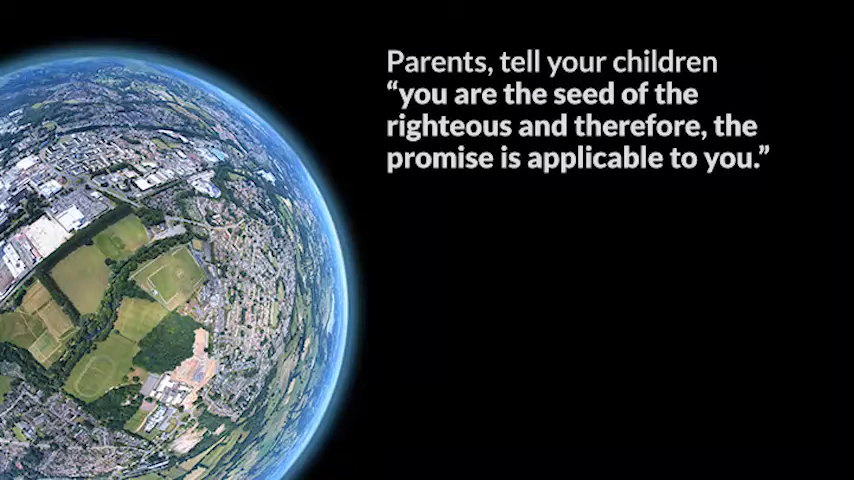 Parents, tell your children
“you are the seed of the
righteous and therefore, the
promise is applicable to you.”